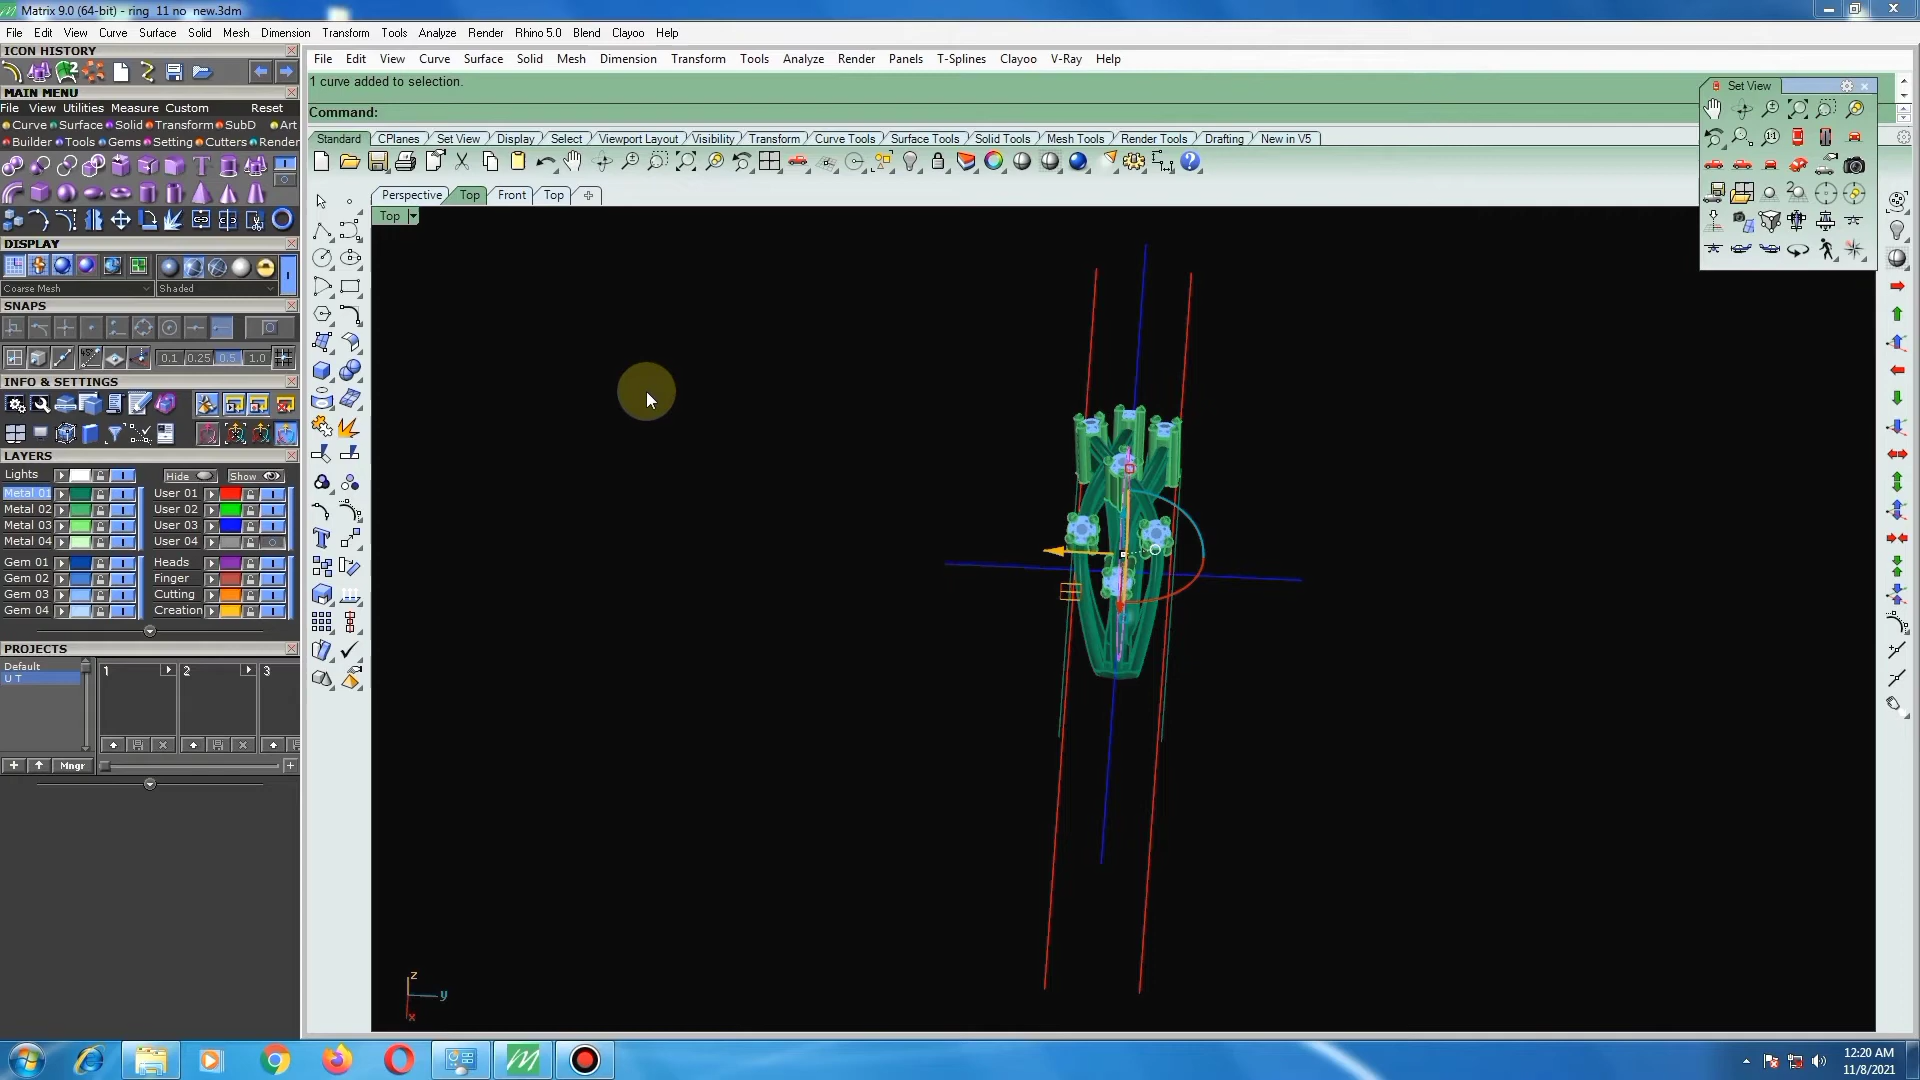 Matrix 9.0 (64-bit) - ring  11 no  new.3dm
File Edit View Curve Surface Solid Mesh Dimension Transform Tools Analyze Render Rhino 5.0 Blend Clayoo Help
ICON HISTORY
MAIN MENU
File View Utilities Measure Custom Reset
Curve Surface Solid Transform SubD Art
Builder Tools Gems Setting Cutters Render
DISPLAY
Coarse Mesh Shaded
SNAPS
0.1 0.25 0.5 1.0
INFO & SETTINGS
LAYERS
Lights Hide Show
Metal 01 User 01
Metal 02 User 02
Metal 03 User 03
Metal 04 User 04
Gem 01 Heads
Gem 02 Finger
Gem 03 Cutting
Gem 04 Creation
PROJECTS
Default
U T
1 2 3
Mngr
File Edit View Curve Surface Solid Mesh Dimension Transform Tools Analyze Render Panels T-Splines Clayoo V-Ray Help
1 curve added to selection.
Command:
Standard CPlanes Set View Display Select Viewport Layout Visibility Transform Curve Tools Surface Tools Solid Tools Mesh Tools Render Tools Drafting New in V5
Perspective Top Front Top
Top
Set View
1:1
z
y
x
12:20 AM
11/8/2021